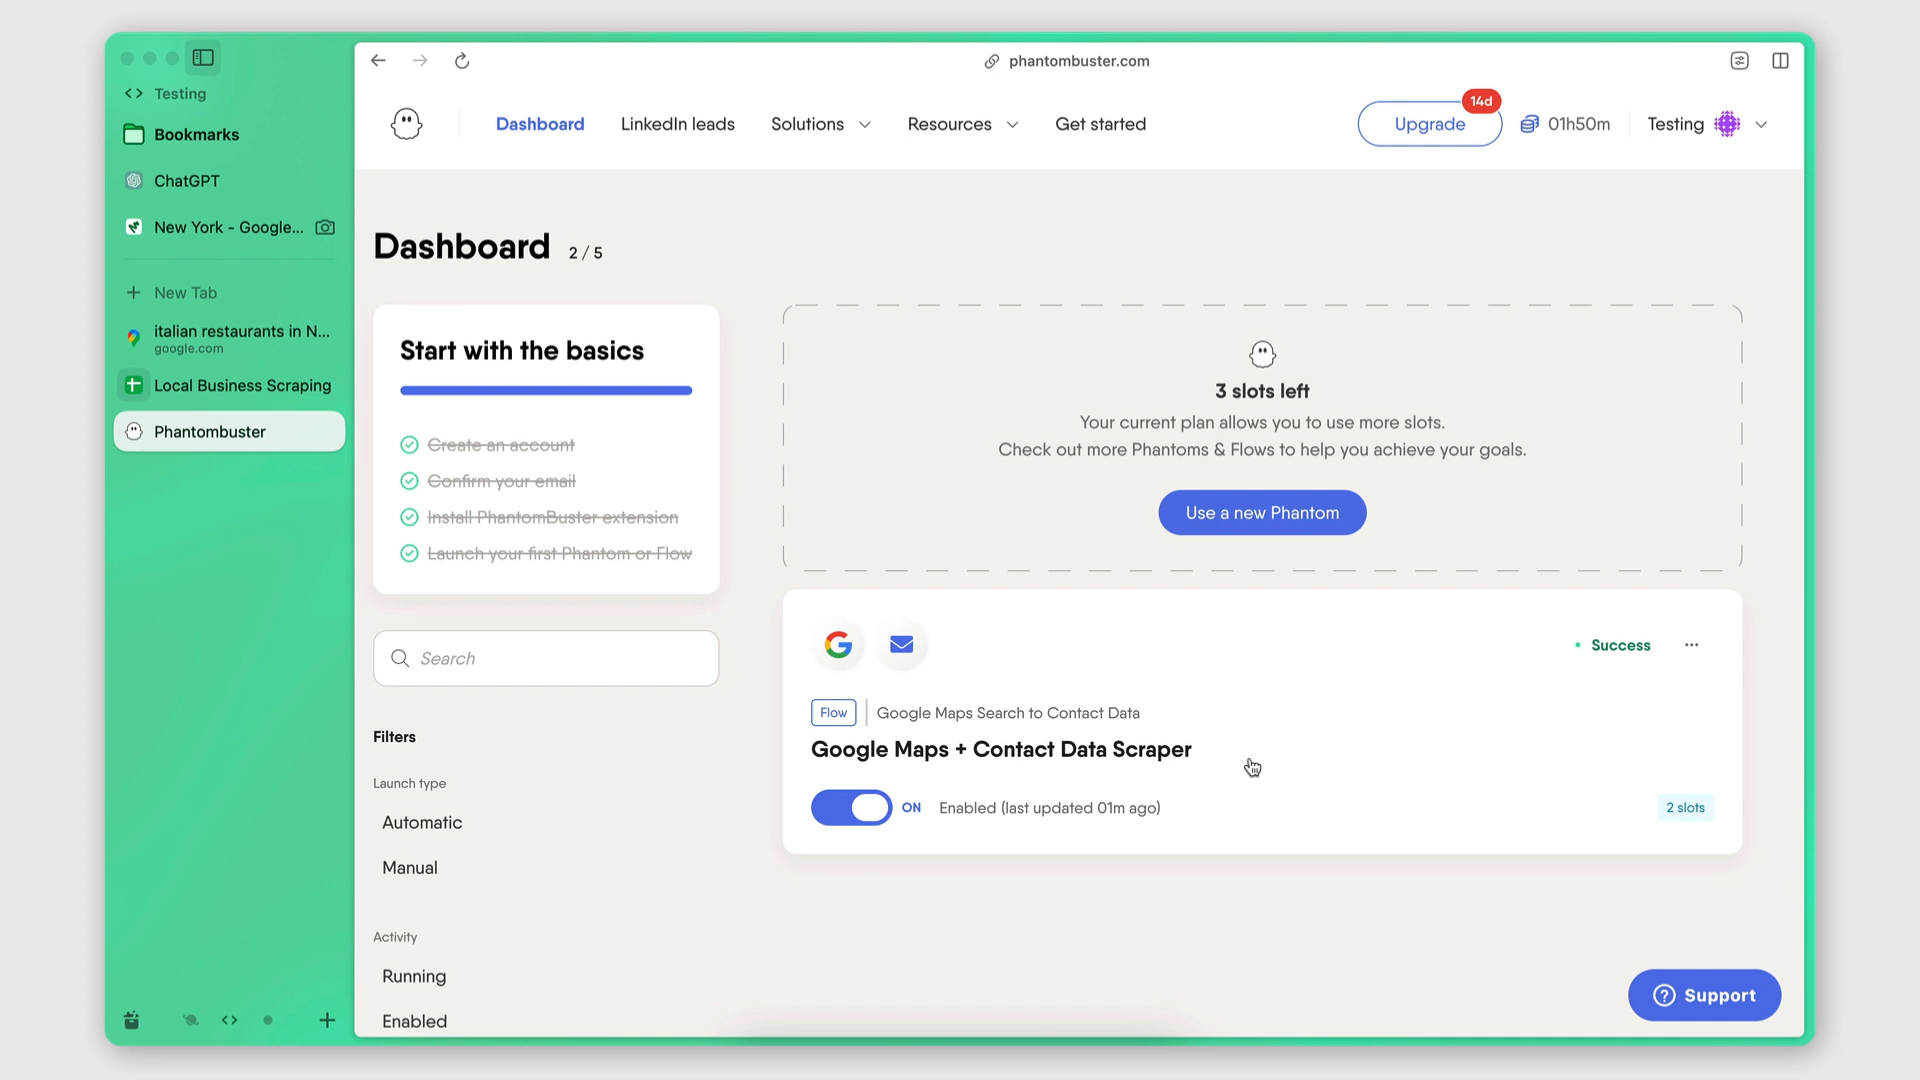 Testing
Bookmarks
ChatGPT
New York - Google...
New Tab
italian restaurants in N...
google.com
Local Business Scraping
Phantombuster
phantombuster.com
Dashboard
LinkedIn leads
Solutions
Resources
Get started
14d
Upgrade
01h50m
Testing
Dashboard 2 / 5
Start with the basics
Create an account
Confirm your email
Install PhantomBuster extension
Launch your first Phantom or Flow
Search
Filters
Launch type
Automatic
Manual
Activity
Running
Enabled
3 slots left
Your current plan allows you to use more slots.
Check out more Phantoms & Flows to help you achieve your goals.
Use a new Phantom
Success
Flow Google Maps Search to Contact Data
Google Maps + Contact Data Scraper
ON Enabled (last updated 01m ago)
2 slots
Support